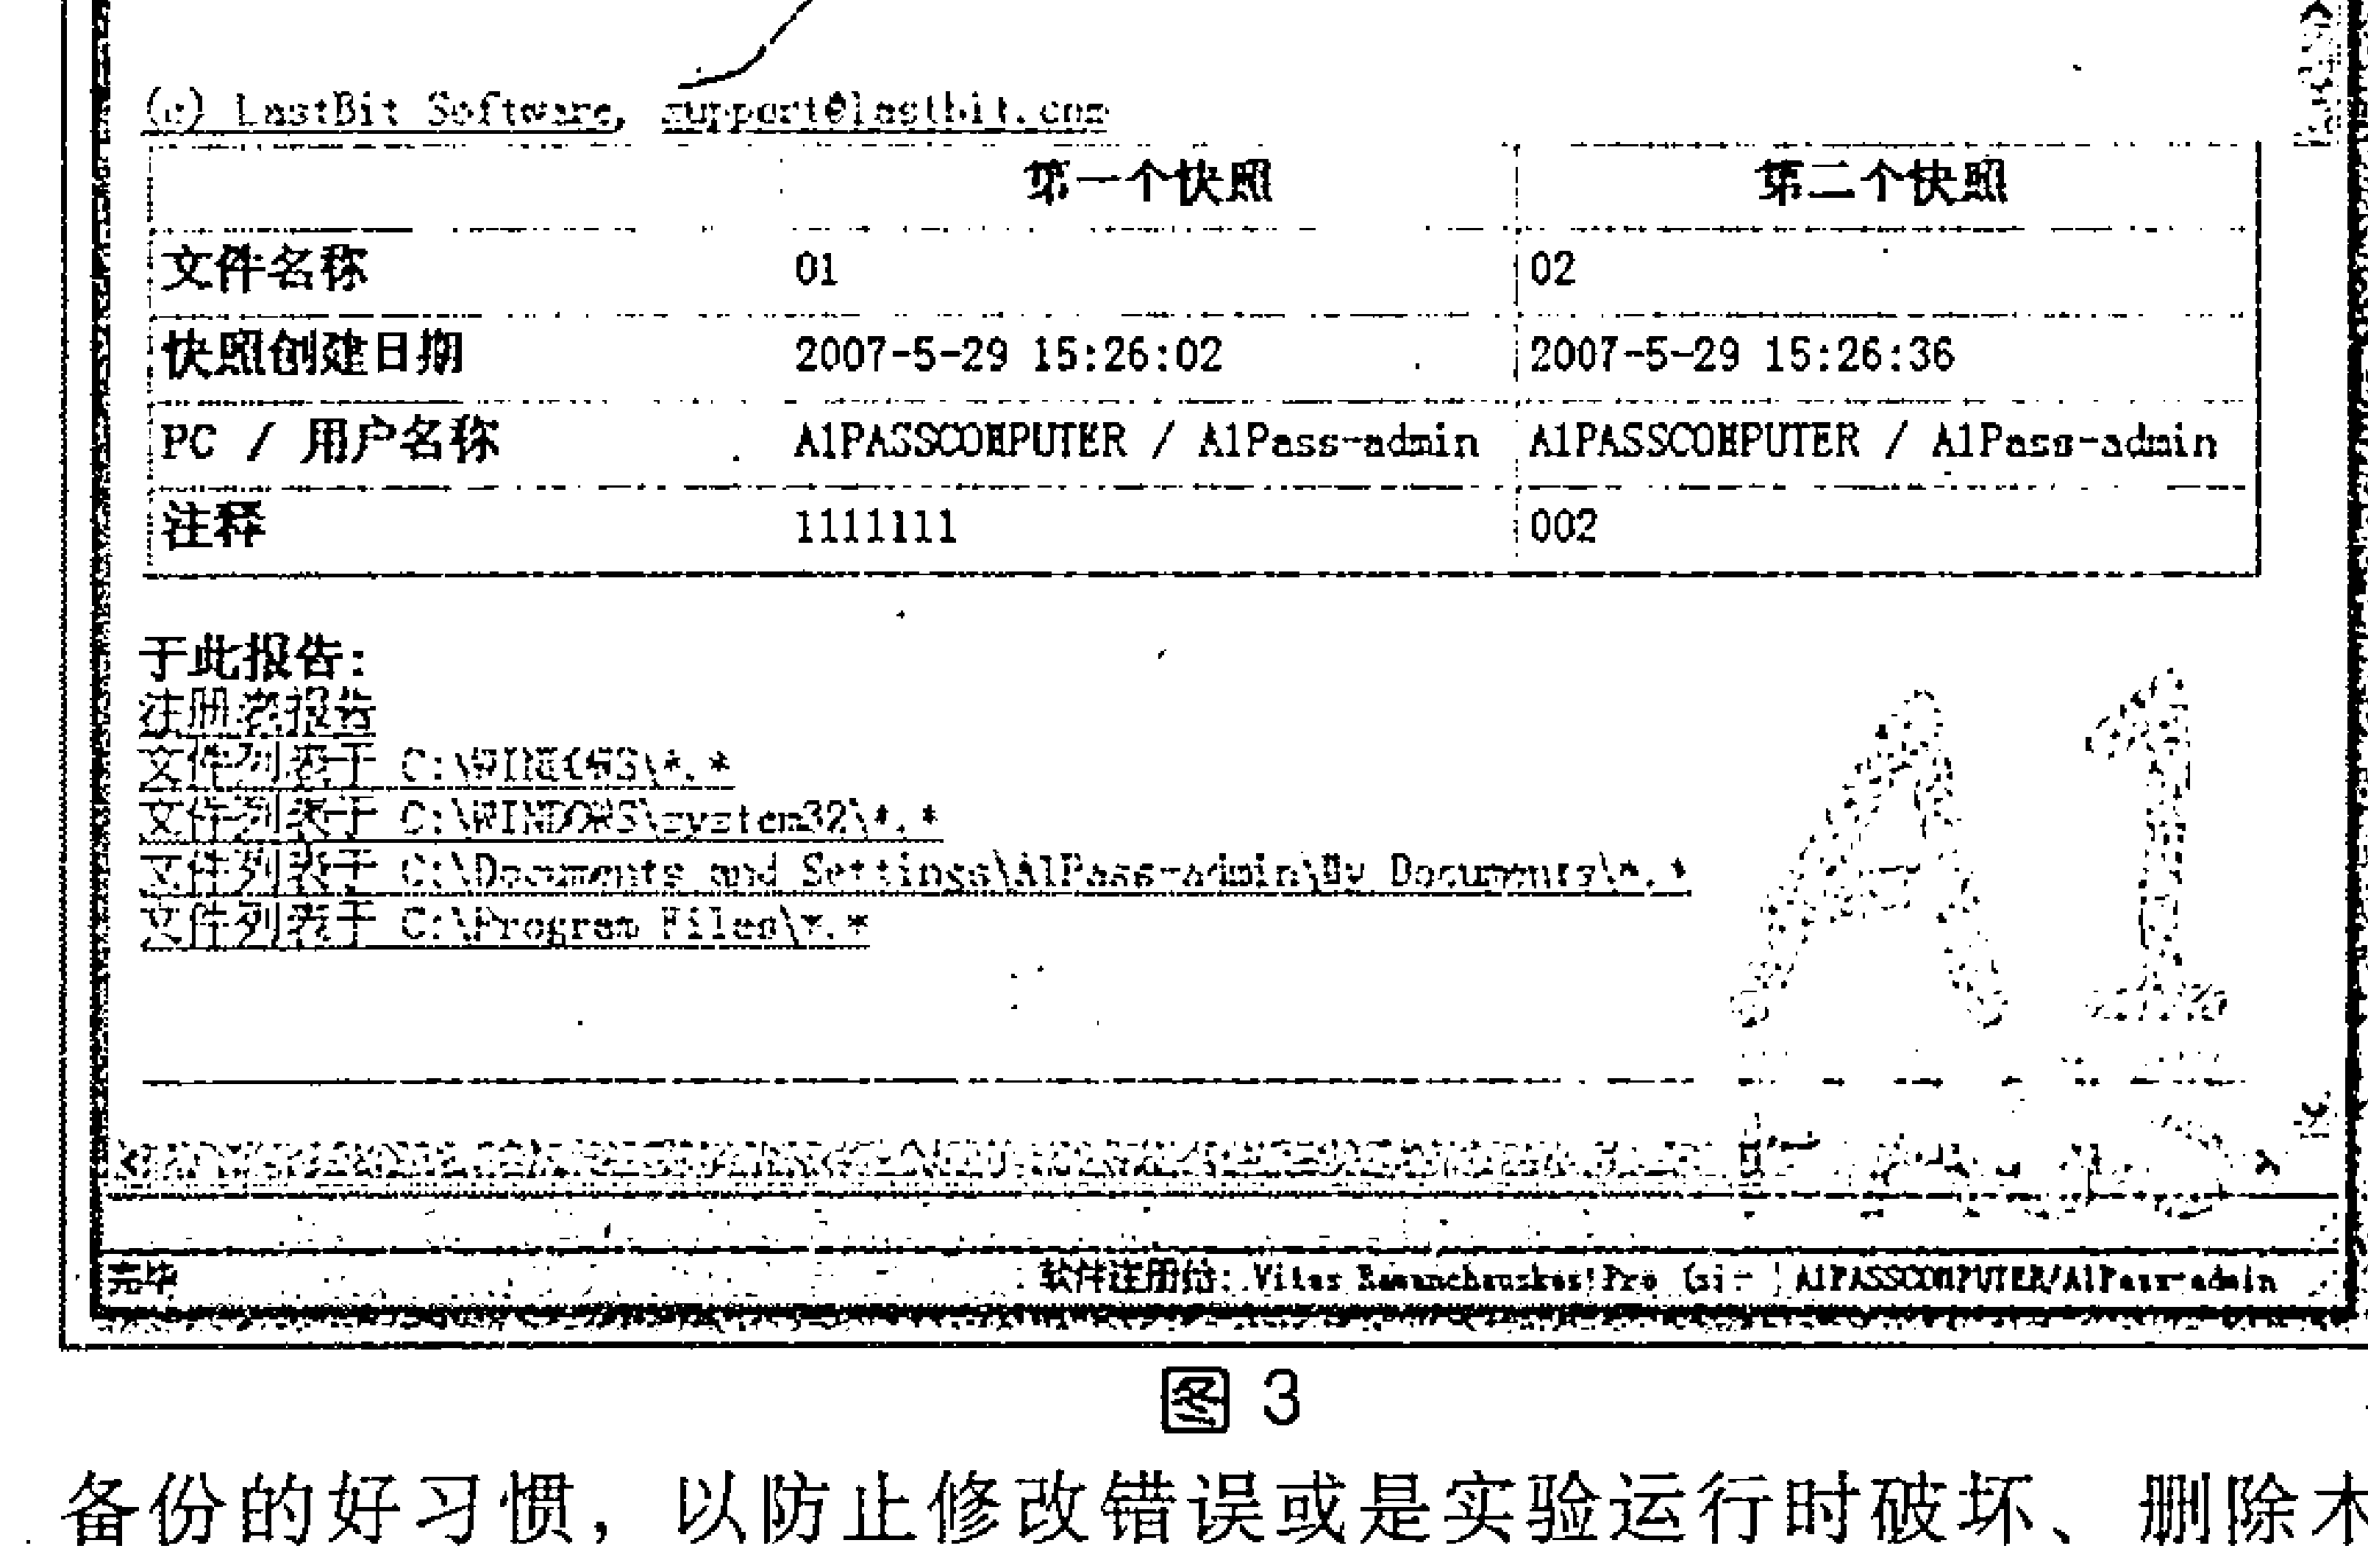 (c) LastBit Software, support@lastbit.com
第一个快照 第二个快照
文件名称 01 02
快照创建日期 2007-5-29 15:26:02 2007-5-29 15:26:36
PC / 用户名称 A1PASSCOMPUTER / A1Pass-admin A1PASSCOMPUTER / A1Pass-admin
注释 1111111 002
于此报告:
注册表报告
文件列表于 C:\WINDOWS\*.*
文件列表于 C:\WINDOWS\system32\*.*
文件列表于 C:\Documents and Settings\A1Pass-admin\My Documents\*.*
文件列表于 C:\Program Files\*.*
A1
完毕 软件注册给: Vitas Ramanchauskas Pro (si- A1PASSCOMPUTER/A1Pass-admin
图 3
备份的好习惯，以防止修改错误或是实验运行时破坏、删除木